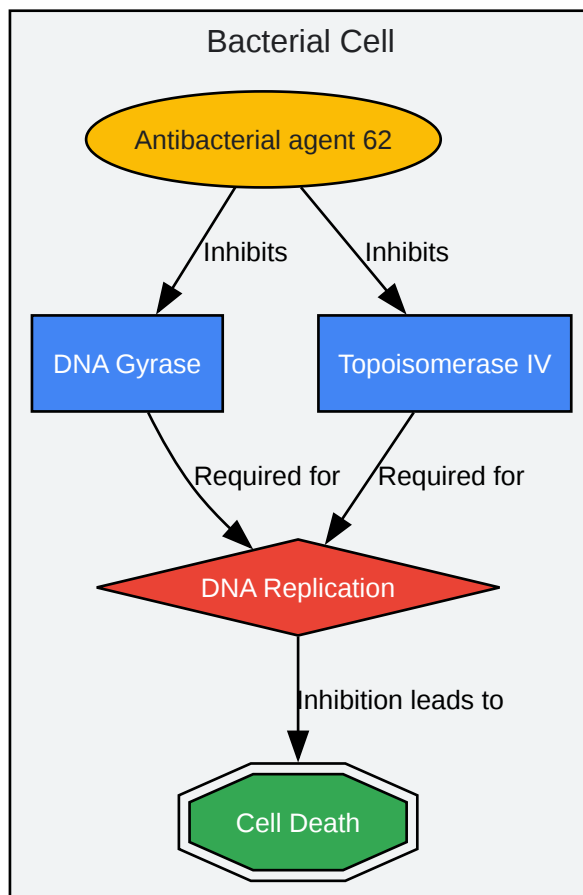 Bacterial Cell
Antibacterial agent 62
Inhibits
Inhibits
DNA Gyrase
Topoisomerase IV
Required for
Required for
DNA Replication
Inhibition leads to
Cell Death